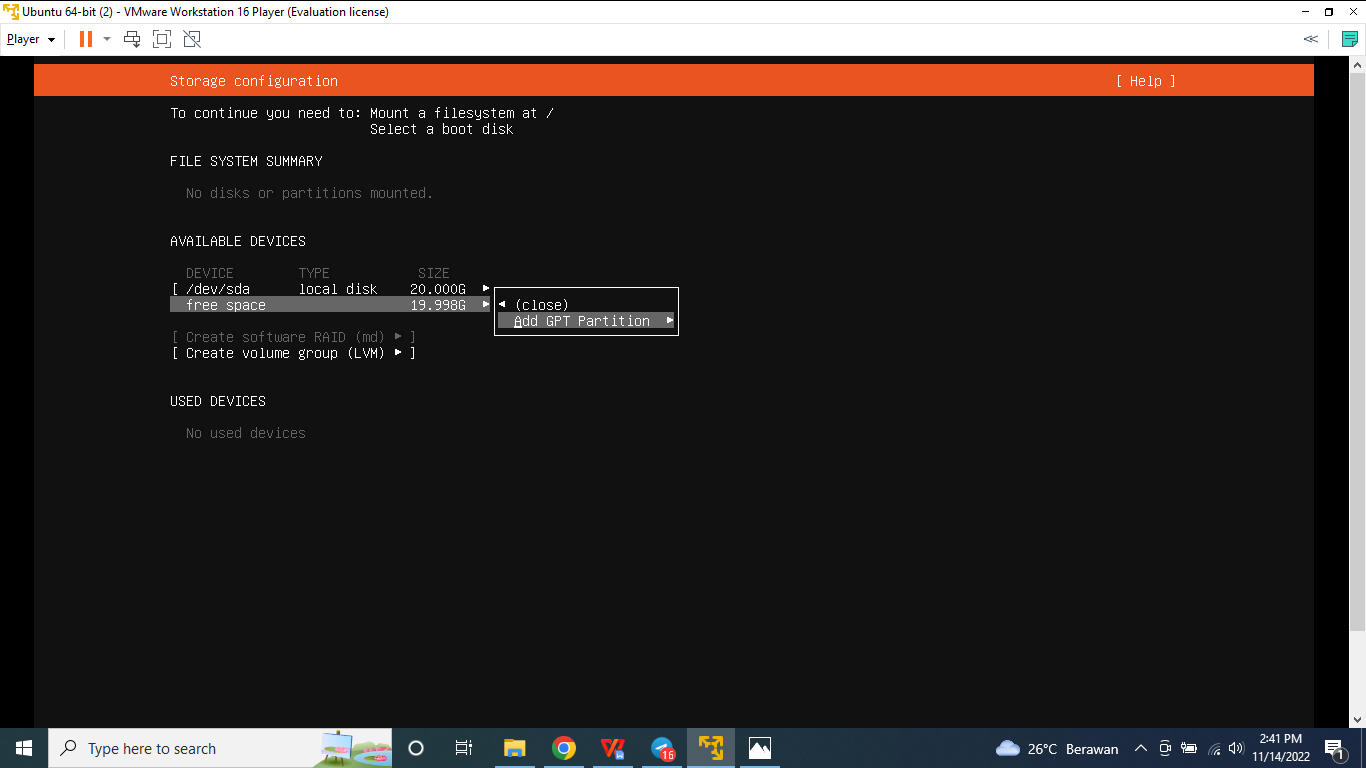 Ubuntu 64-bit (2) - VMware Workstation 16 Player (Evaluation license)
Player
Storage configuration [ Help ]
To continue you need to: Mount a filesystem at /
Select a boot disk
FILE SYSTEM SUMMARY
No disks or partitions mounted.
AVAILABLE DEVICES
DEVICE TYPE SIZE
[ /dev/sda local disk 20.000G ▶
free space 19.998G ▶ ◀ (close)
Add GPT Partition ▶
[ Create software RAID (md) ▶ ]
[ Create volume group (LVM) ▶ ]
USED DEVICES
No used devices
Type here to search
16
26°C Berawan
2:41 PM
11/14/2022
1